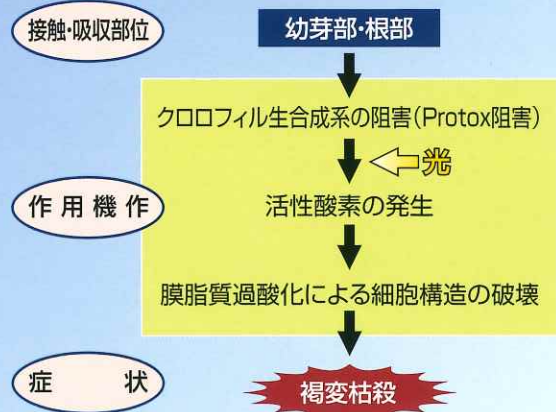 接触・吸収部位
幼芽部・根部
クロロフィル生合成系の阻害(Protox阻害)
光
作用機作
活性酸素の発生
膜脂質過酸化による細胞構造の破壊
症状
褐変枯殺